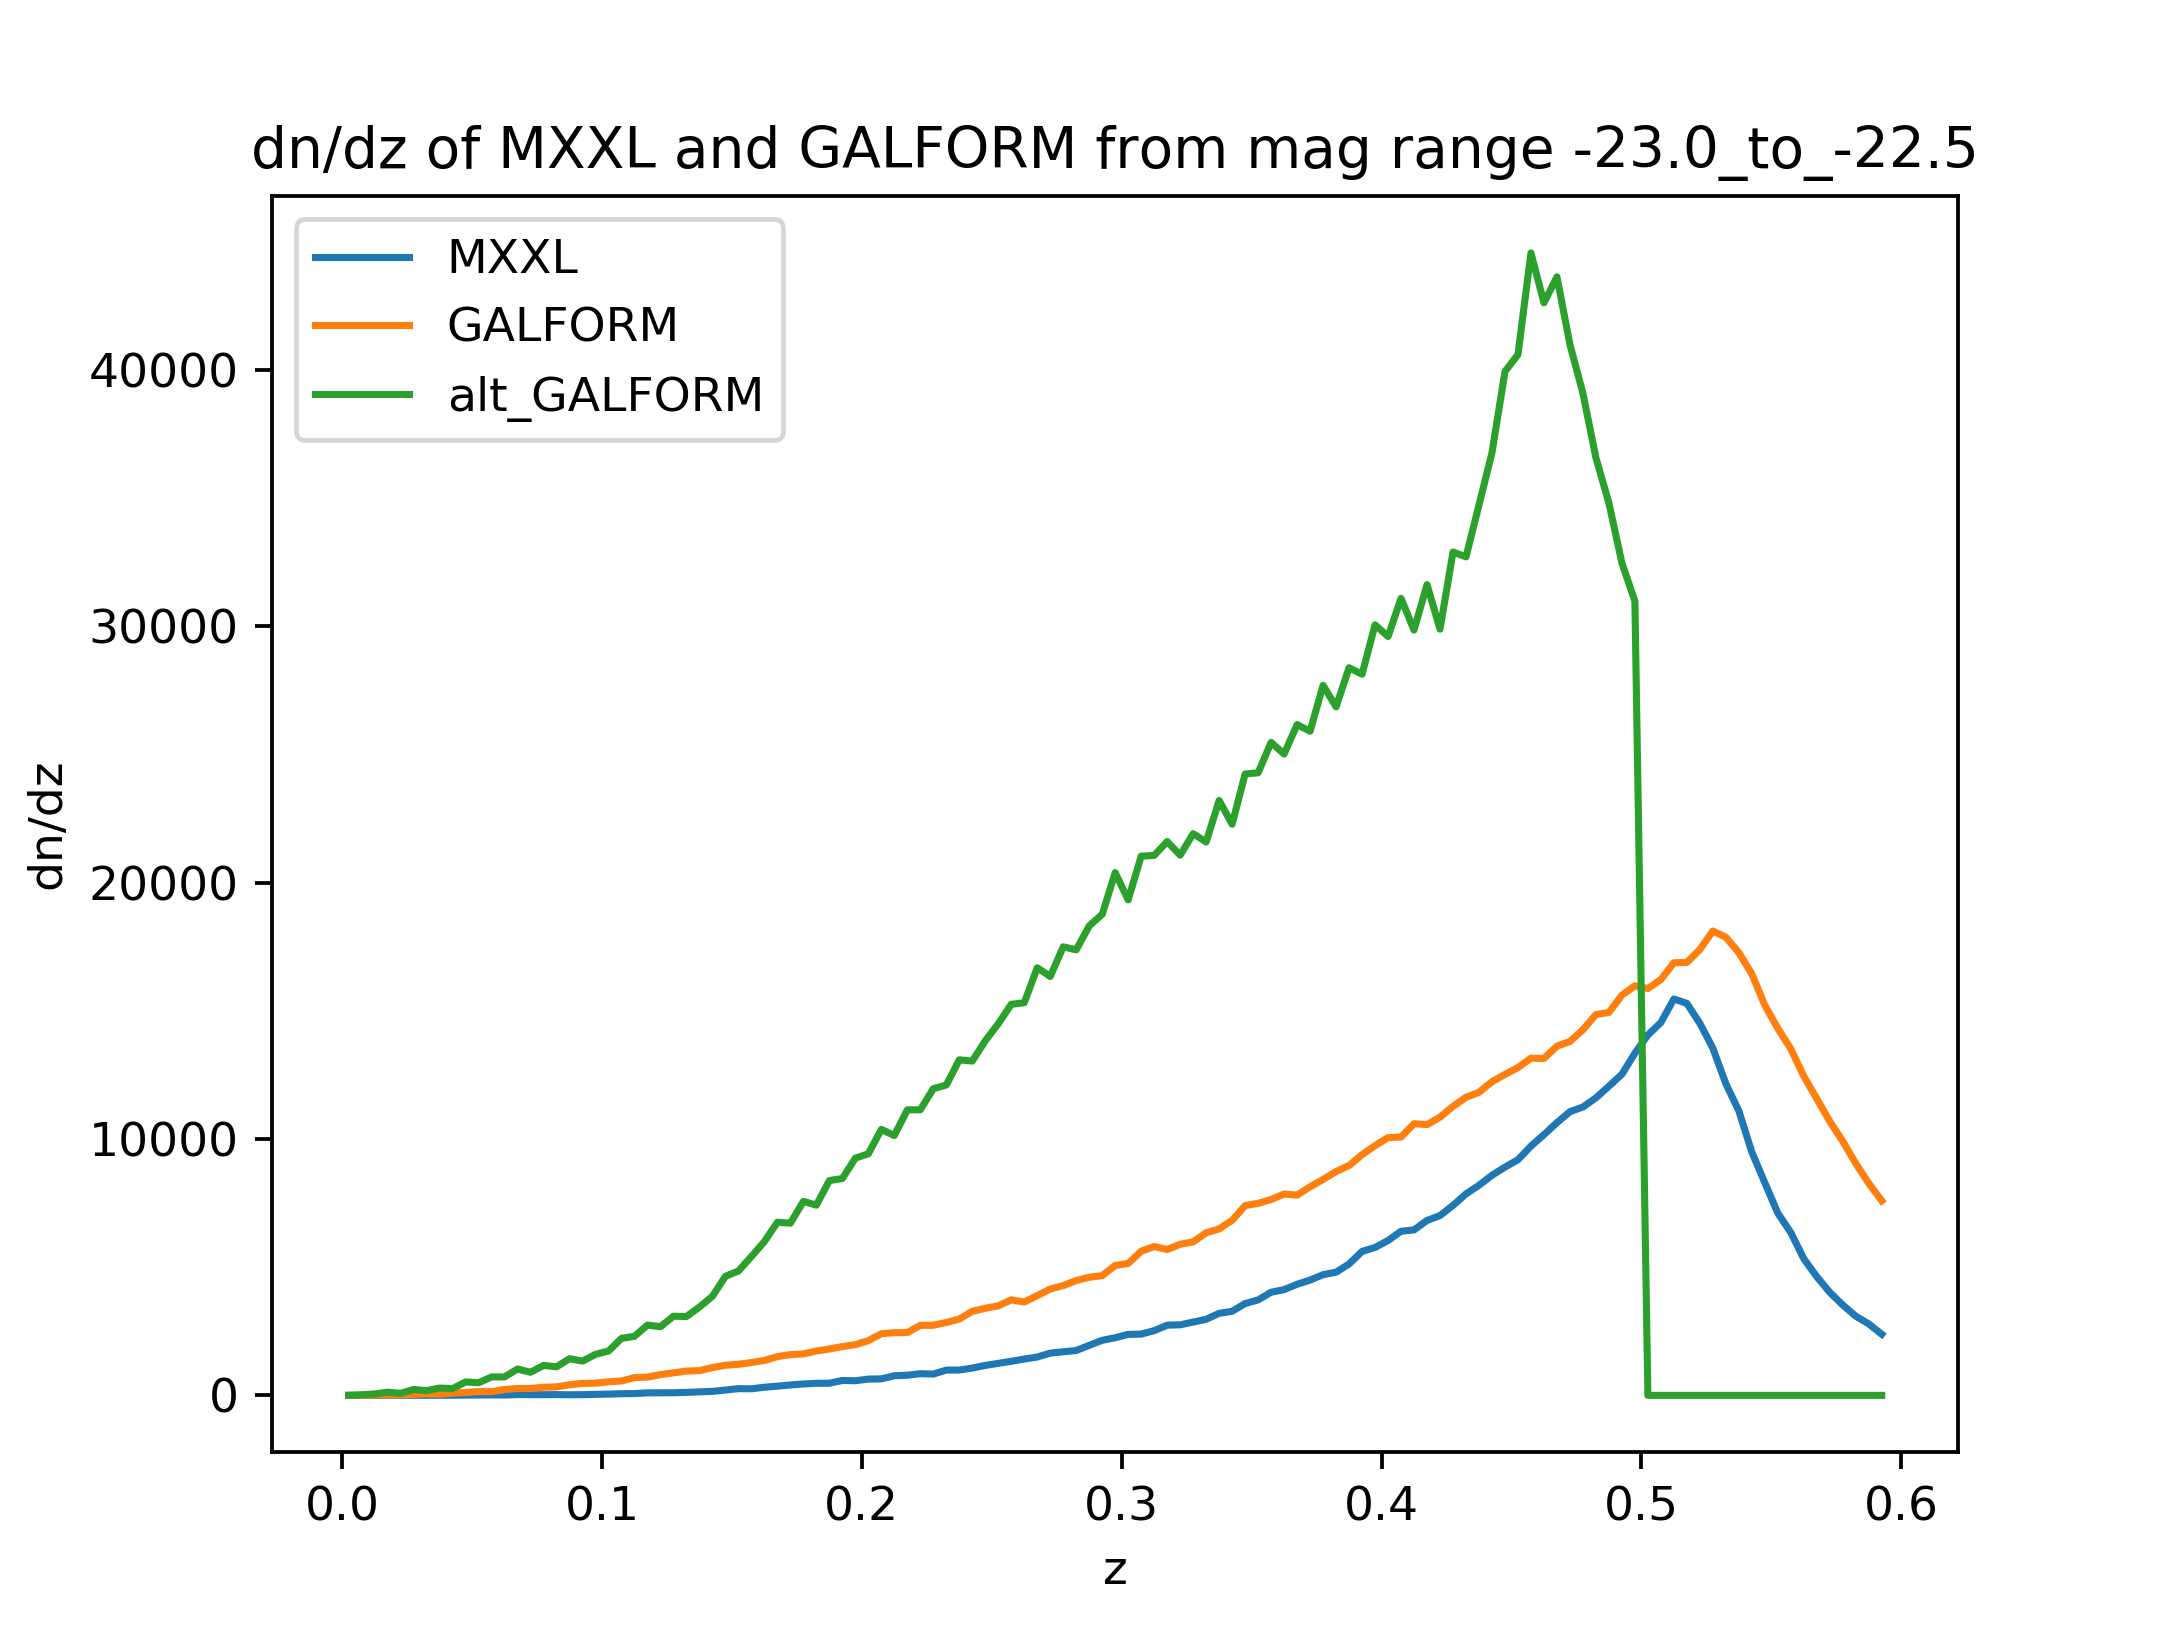 dn/dz of MXXL and GALFORM from mag range -23.0_to_-22.5
MXXL
GALFORM
alt_GALFORM
40000
30000
20000
10000
0
dn/dz
0.0 0.1 0.2 0.3 0.4 0.5 0.6
z